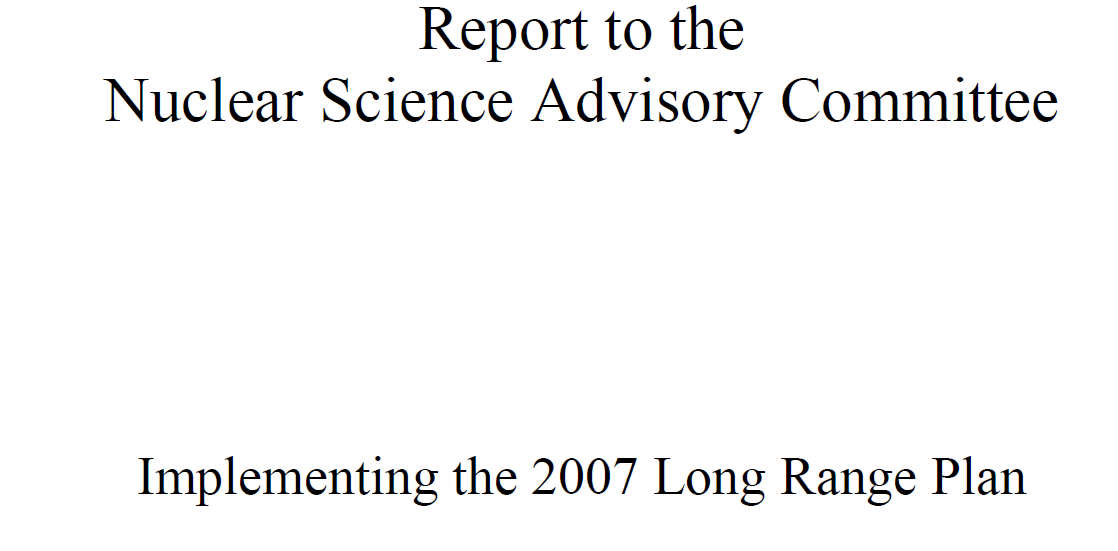 Report to the
Nuclear Science Advisory Committee
Implementing the 2007 Long Range Plan